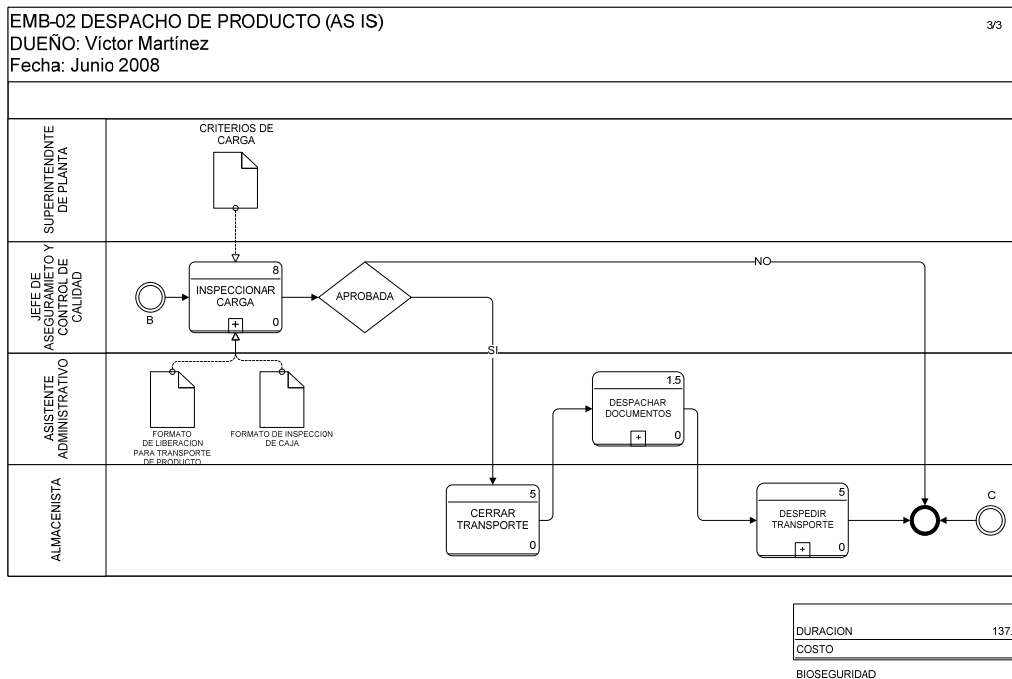 EMB-02 DESPACHO DE PRODUCTO (AS IS)
3/3
DUEÑO: Víctor Martínez
Fecha: Junio 2008
SUPERINTENDNTE
DE PLANTA
CRITERIOS DE
CARGA
JEFE DE
ASEGURAMIETO Y
CONTROL DE
CALIDAD
B
8
INSPECCIONAR
CARGA
+
0
APROBADA
NO
SI
ASISTENTE
ADMINISTRATIVO
FORMATO
DE LIBERACION
PARA TRANSPORTE
DE PRODUCTO
FORMATO DE INSPECCION
DE CAJA
1.5
DESPACHAR
DOCUMENTOS
+
0
ALMACENISTA
5
CERRAR
TRANSPORTE
0
5
DESPEDIR
TRANSPORTE
+
0
C
DURACION 137.
COSTO
BIOSEGURIDAD